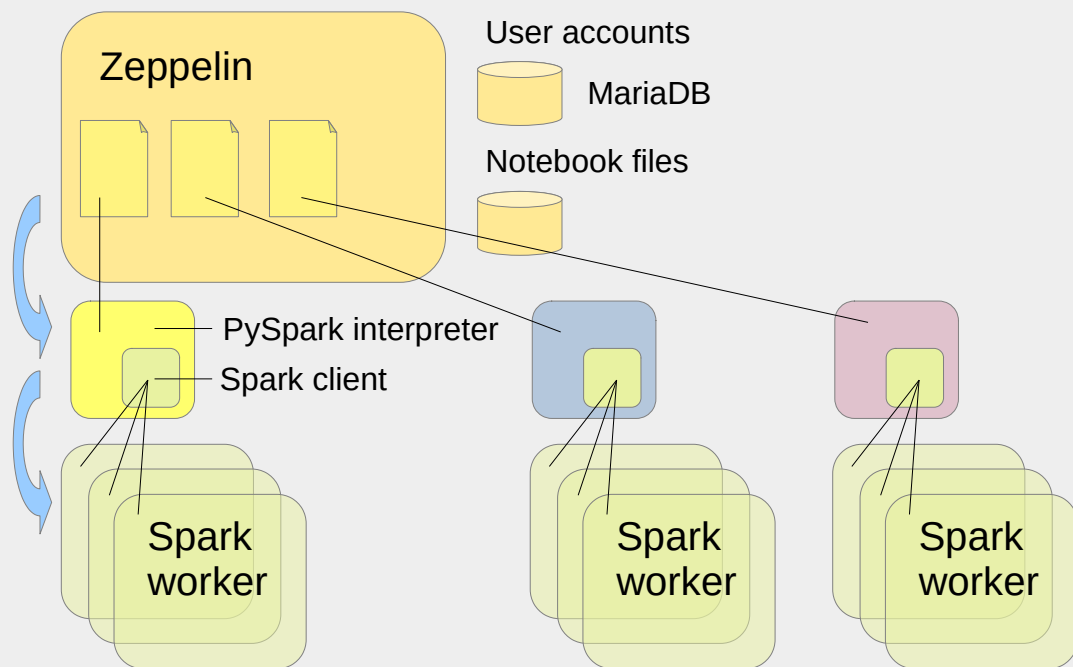 Zeppelin
User accounts
MariaDB
Notebook files
PySpark interpreter
Spark client
Spark
worker
Spark
worker
Spark
worker